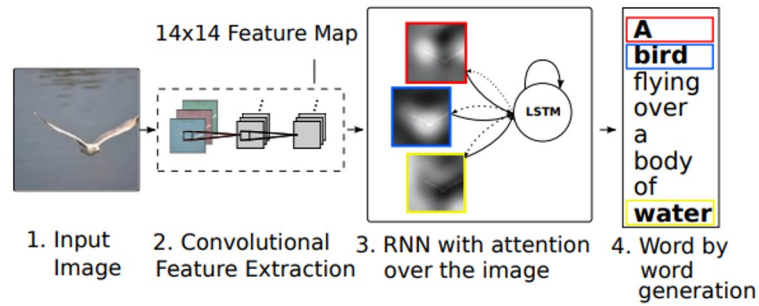 14x14 Feature Map
LSTM
A
bird
flying
over
a
body
of
water
1. Input
Image
2. Convolutional
Feature Extraction
3. RNN with attention
over the image
4. Word by
word
generation